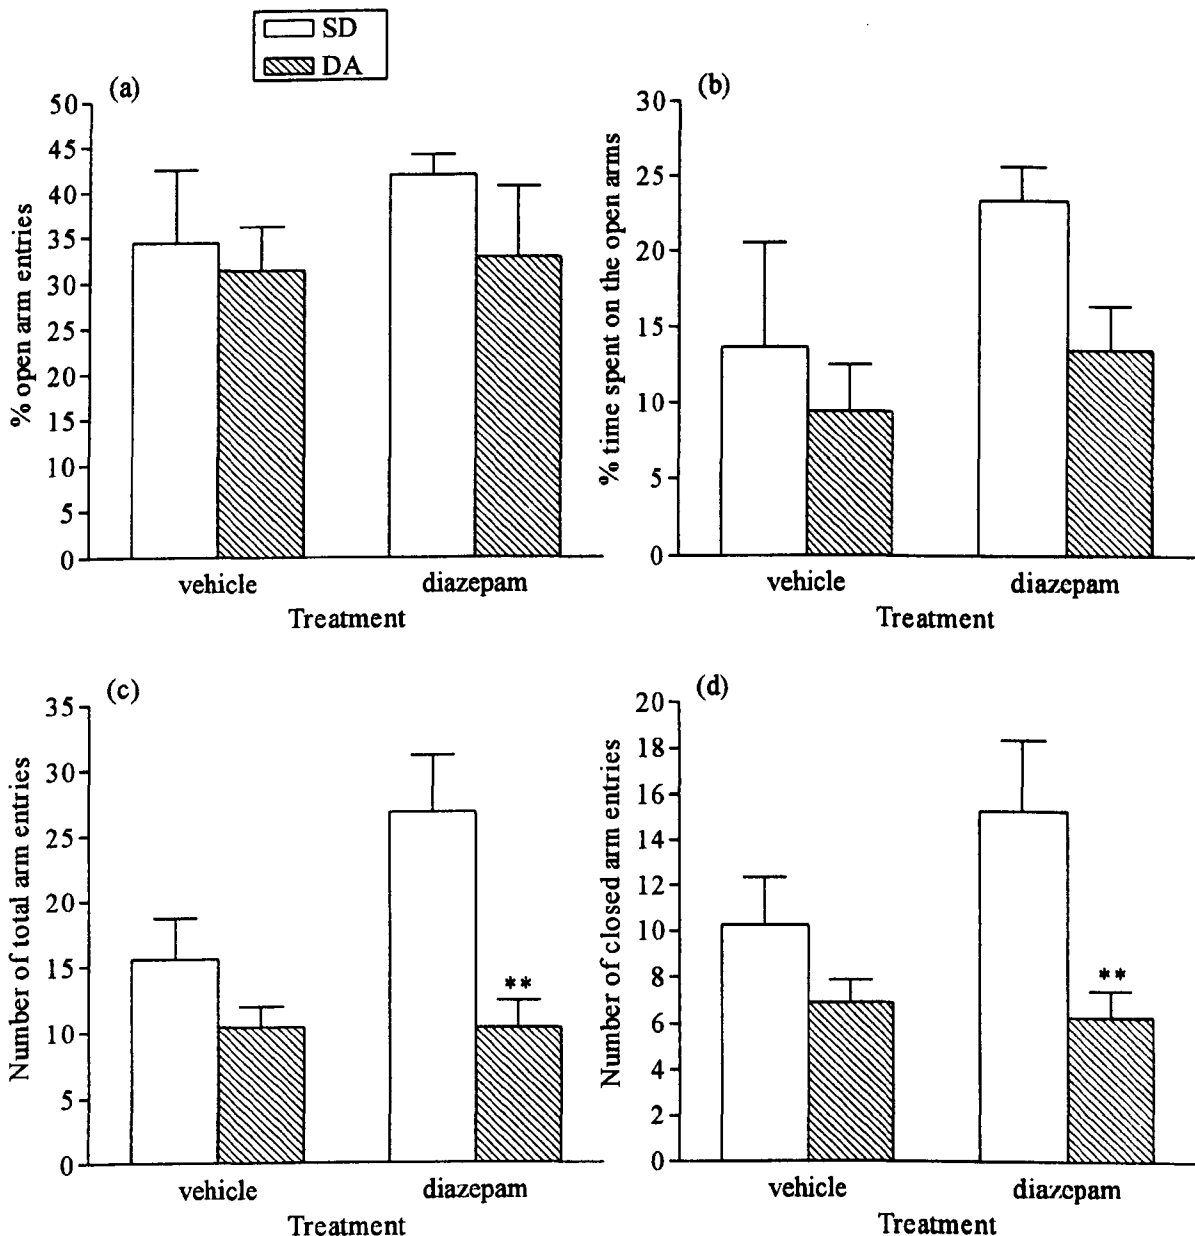 SD
DA
(a)
50
45
40
35
30
25
20
15
10
5
0
% open arm entries
vehicle
diazepam
Treatment
(b)
30
25
20
15
10
5
0
% time spent on the open arms
vehicle
diazepam
Treatment
(c)
35
30
25
20
15
10
5
0
Number of total arm entries
**
vehicle
diazepam
Treatment
(d)
20
18
16
14
12
10
8
6
4
2
0
Number of closed arm entries
**
vehicle
diazepam
Treatment